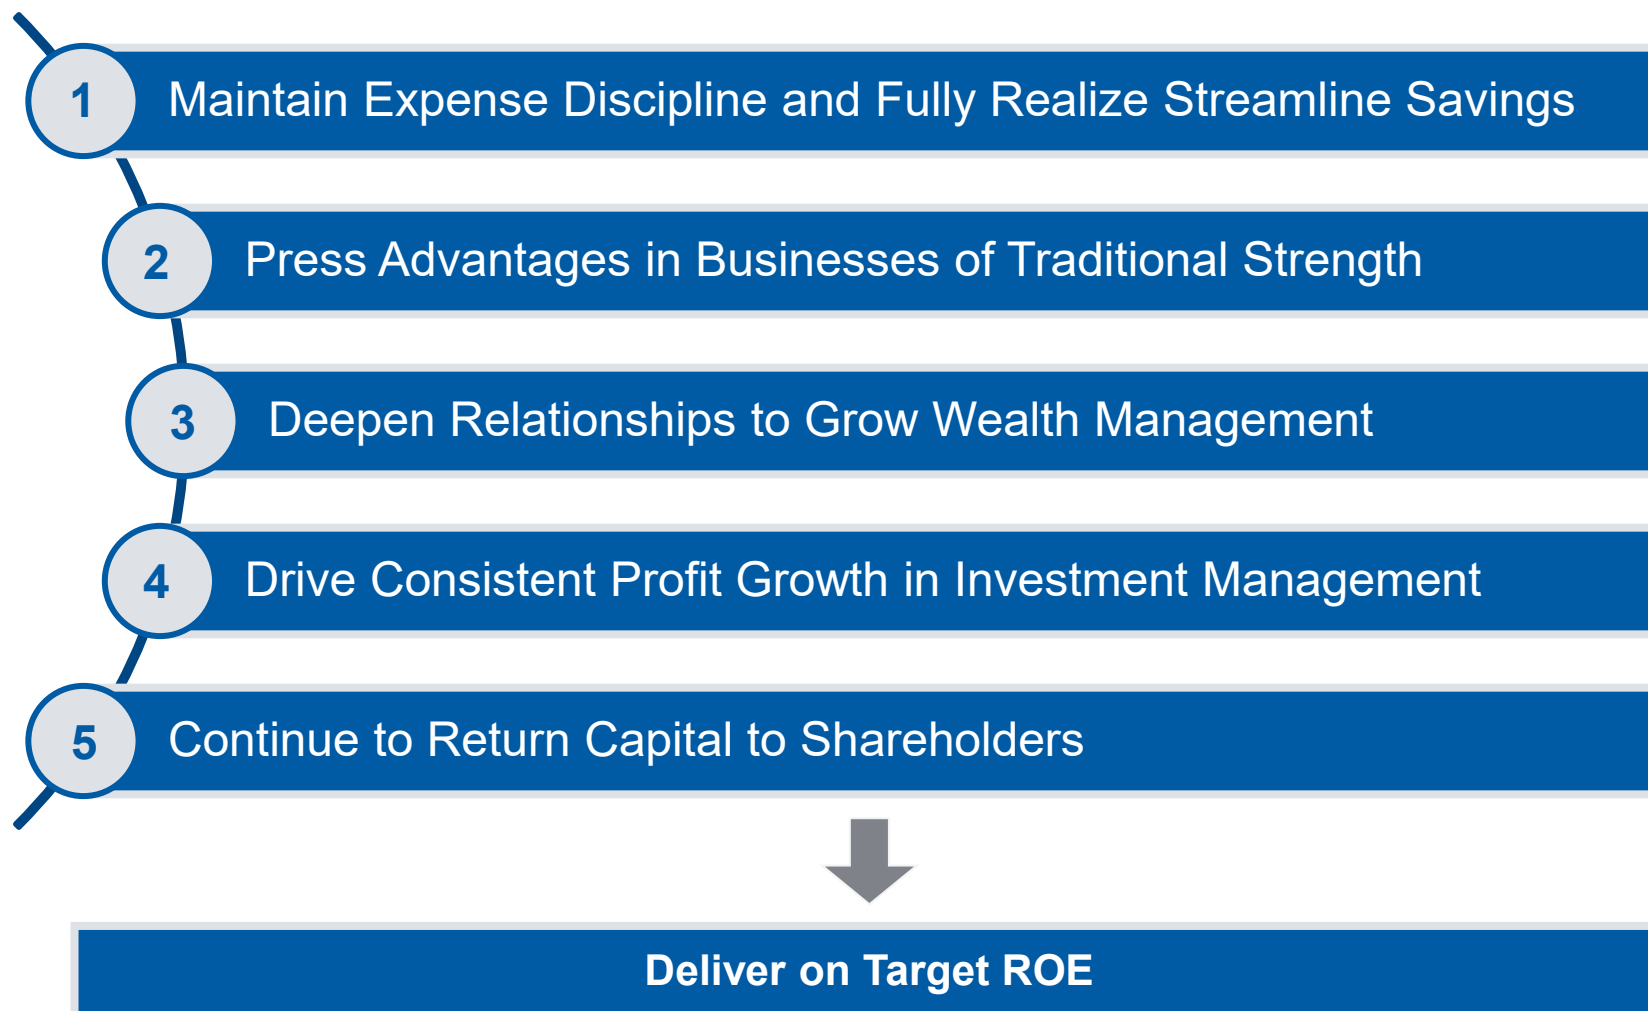 1 Maintain Expense Discipline and Fully Realize Streamline Savings
2 Press Advantages in Businesses of Traditional Strength
3 Deepen Relationships to Grow Wealth Management
4 Drive Consistent Profit Growth in Investment Management
5 Continue to Return Capital to Shareholders
Deliver on Target ROE